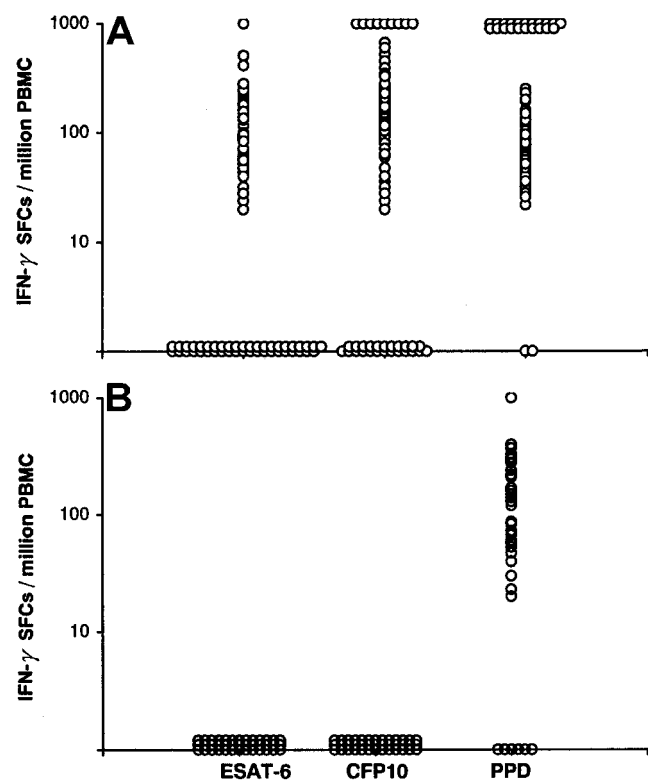 A
1000
100
10
IFN-γ SFCs / million PBMC
B
1000
100
10
IFN-γ SFCs / million PBMC
ESAT-6 CFP10 PPD